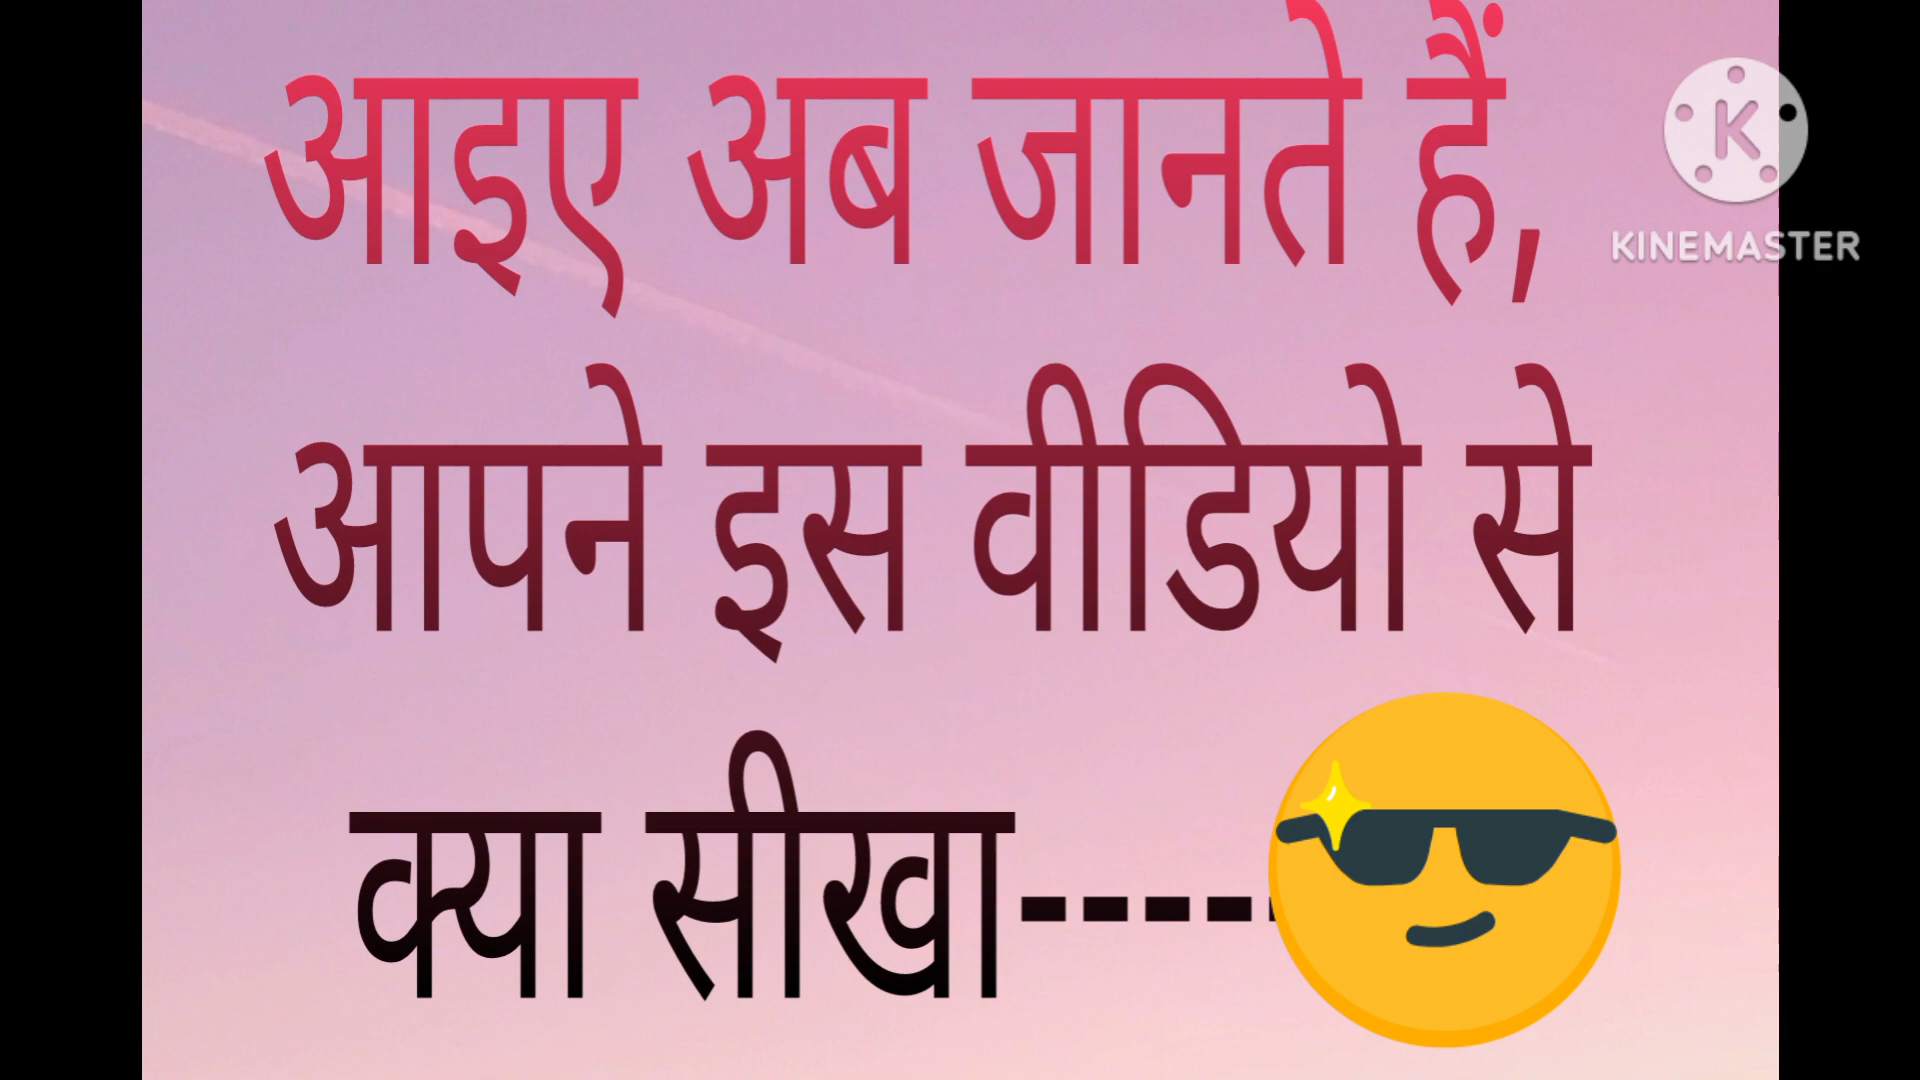 आइए अब जानते हैं,
K
KINEMASTER
आपने इस वीडियो से
क्या सीखा----